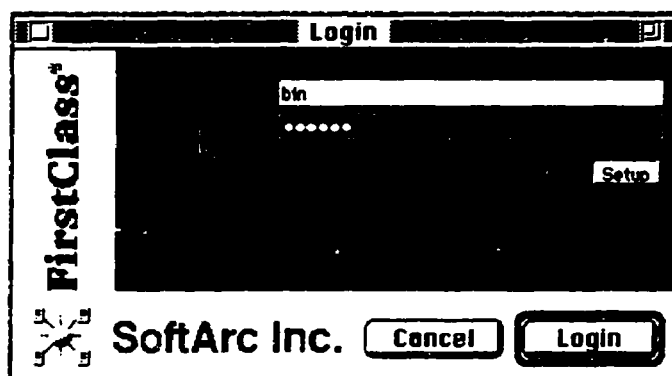 Login
FirstClass®
bin
••••••
Setup
SoftArc Inc.
Cancel
Login